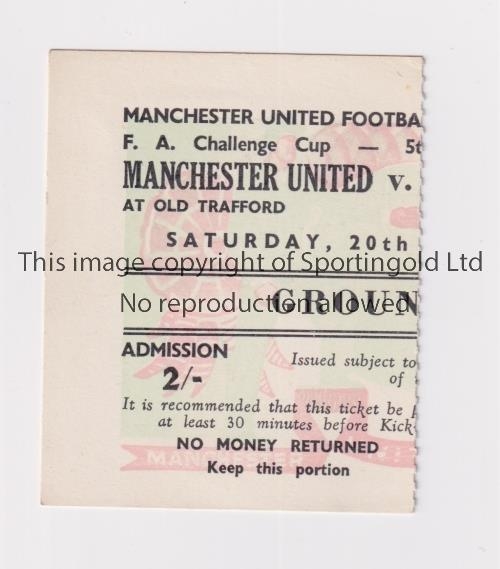 MANCHESTER UNITED FOOTBA
F. A. Challenge Cup — 5t
MANCHESTER UNITED v.
AT OLD TRAFFORD
SATURDAY, 20th
This image copyright of Sportingold Ltd
No reproduction allowed
GROUN
ADMISSION
2/-
Issued subject to
of
It is recommended that this ticket be
at least 30 minutes before Kick
NO MONEY RETURNED
MANCHESTER
Keep this portion